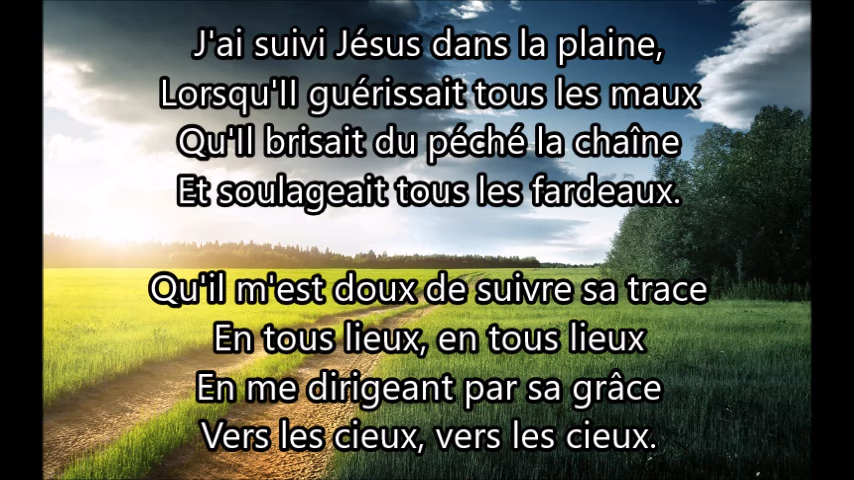 J'ai suivi Jésus dans la plaine,
Lorsqu'Il guérissait tous les maux
Qu'Il brisait du péché la chaîne
Et soulageait tous les fardeaux.
Qu'il m'est doux de suivre sa trace
En tous lieux, en tous lieux
En me dirigeant par sa grâce
Vers les cieux, vers les cieux.